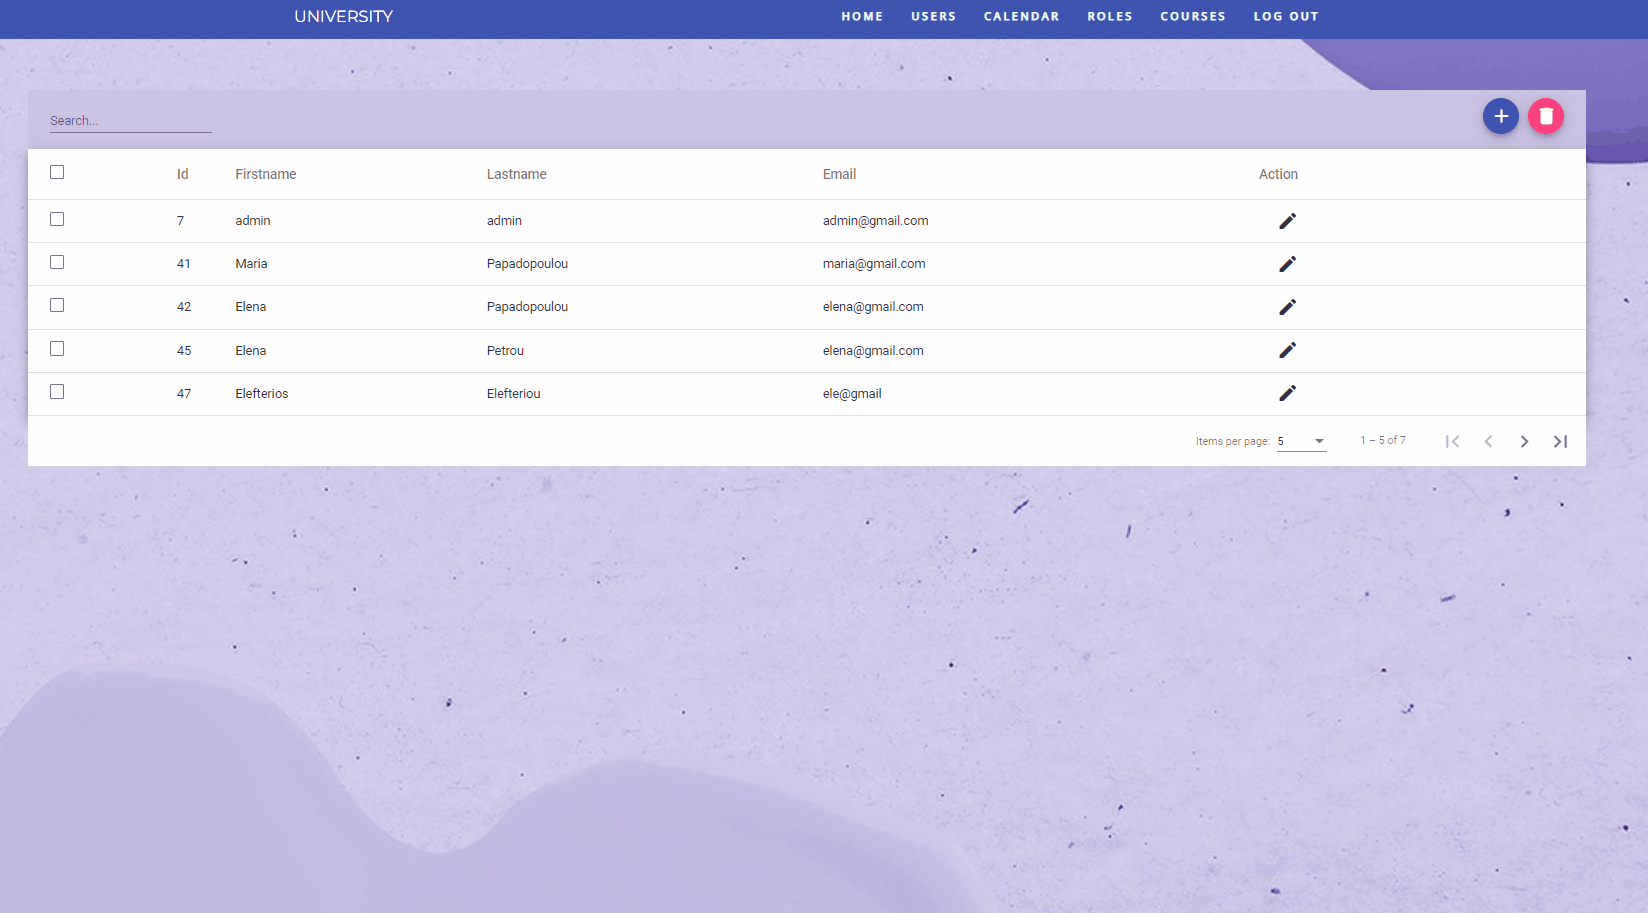 UNIVERSITY HOME USERS CALENDAR ROLES COURSES LOG OUT
Search...
Id Firstname Lastname Email Action
7 admin admin admin@gmail.com
41 Maria Papadopoulou maria@gmail.com
42 Elena Papadopoulou elena@gmail.com
45 Elena Petrou elena@gmail.com
47 Elefterios Elefteriou ele@gmail
Items per page: 5 1 – 5 of 7